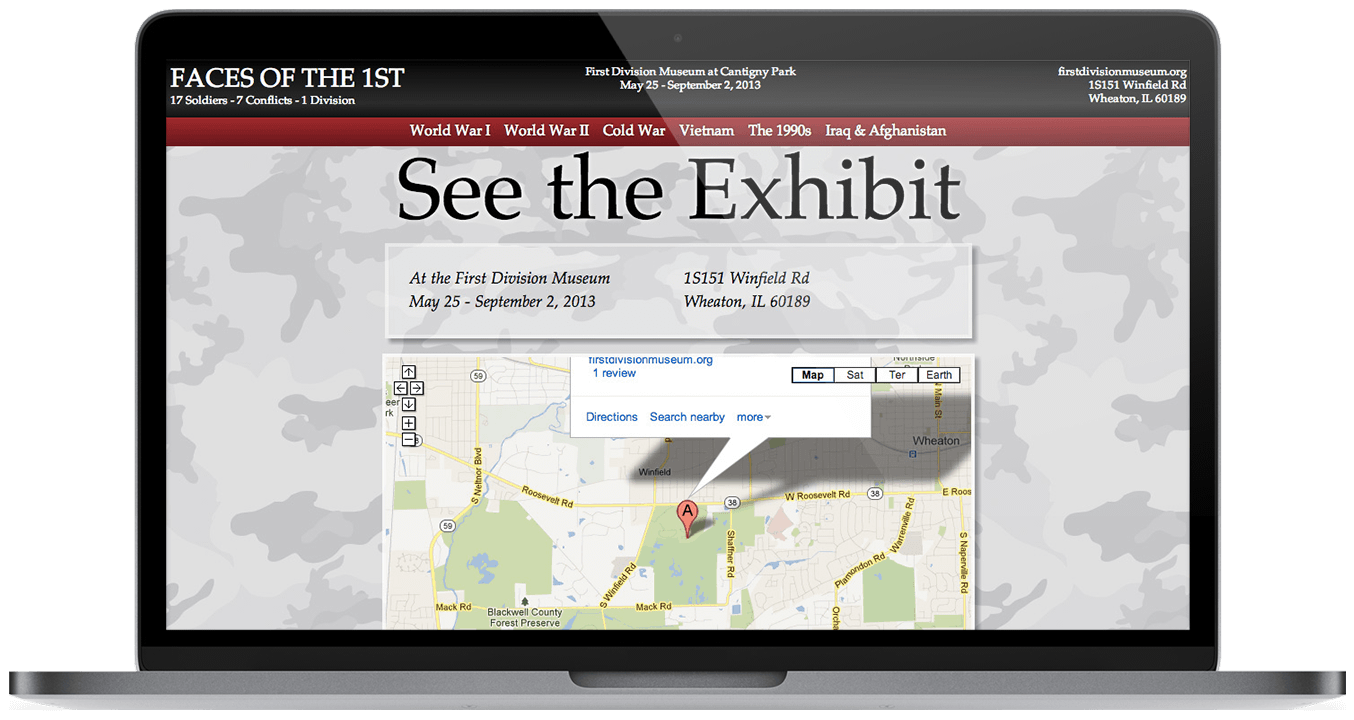 FACES OF THE 1ST
17 Soldiers - 7 Conflicts - 1 Division
First Division Museum at Cantigny Park
May 25 - September 2, 2013
firstdivisionmuseum.org
1S151 Winfield Rd
Wheaton, IL 60189
World War I World War II Cold War Vietnam The 1990s Iraq & Afghanistan
See the Exhibit
At the First Division Museum
May 25 - September 2, 2013
1S151 Winfield Rd
Wheaton, IL 60189
firstdivisionmuseum.org
1 review
Directions Search nearby more
Map Sat Ter Earth
59
N Main St
Wheaton
Winfield
S Neltnor Blvd
Roosevelt Rd
A
38
W Roosevelt Rd
38
E Roos
59
Shaffner Rd
Warrenville Rd
S Naperville Rd
Plamondon Rd
S Winfield Rd
Mack Rd
Mack Rd
Blackwell County
Forest Preserve
Orcha